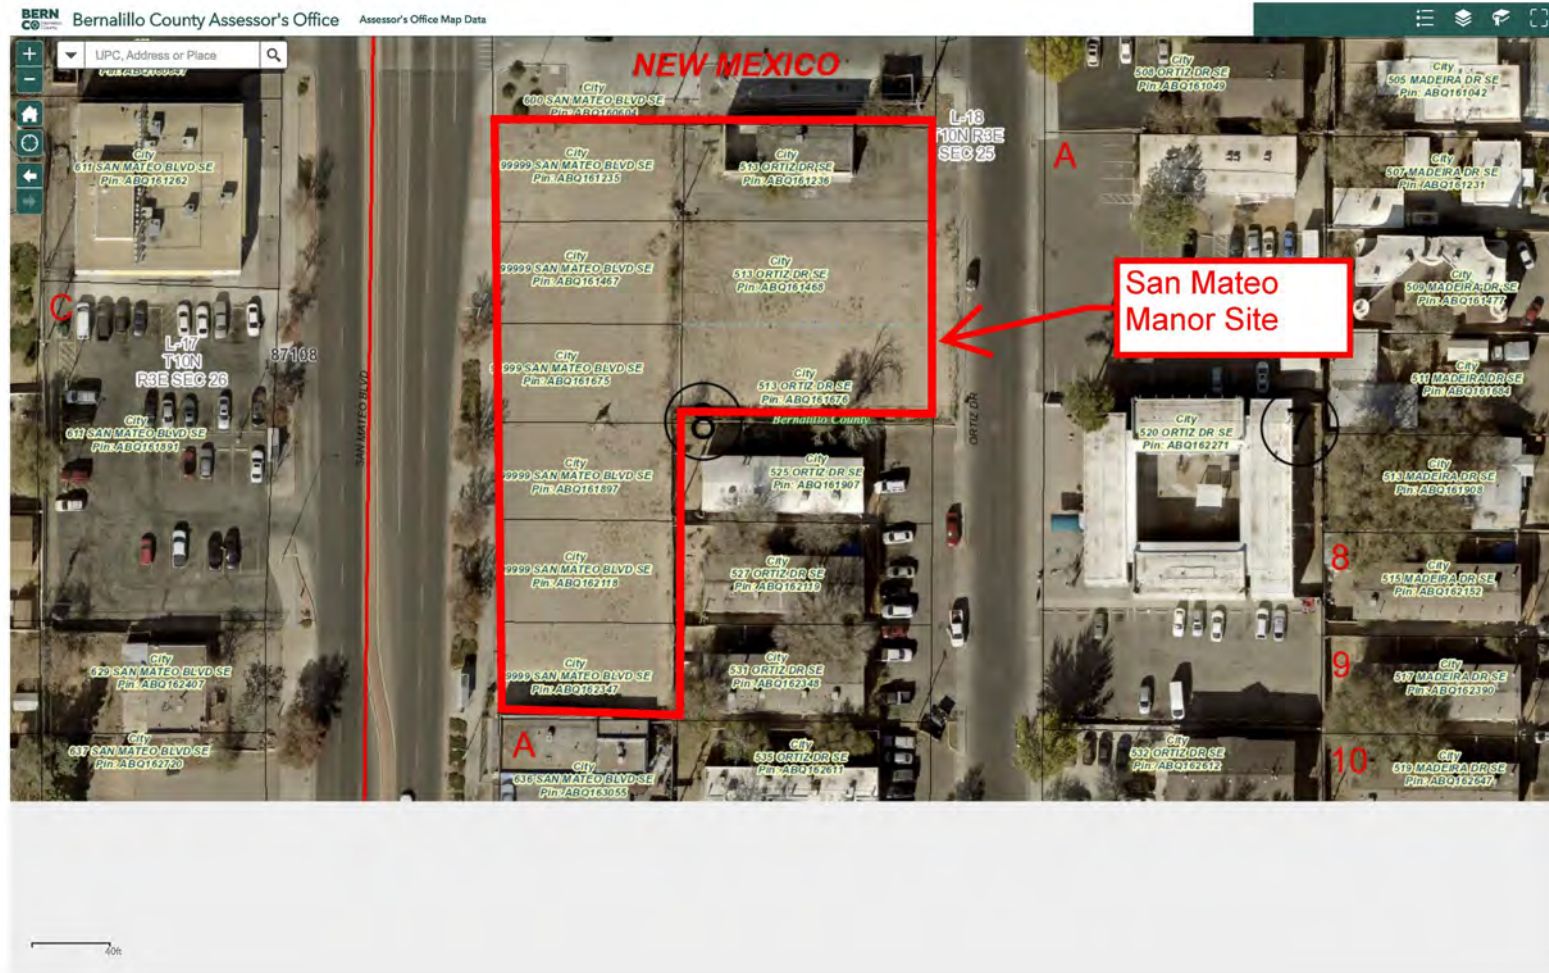 BERN
CO Bernalillo County
Bernalillo County Assessor's Office
Assessor's Office Map Data
UPC, Address or Place
NEW MEXICO
City
600 SAN MATEO BLVD SE
Pin: ABQ160604
City
508 ORTIZ DR SE
Pin: ABQ161049
City
505 MADEIRA DR SE
Pin: ABQ161042
L-18
T10N R3E
SEC 25
A
City
611 SAN MATEO BLVD SE
Pin: ABQ161262
City
99999 SAN MATEO BLVD SE
Pin: ABQ161235
City
513 ORTIZ DR SE
Pin: ABQ161236
City
507 MADEIRA DR SE
Pin: ABQ161231
City
99999 SAN MATEO BLVD SE
Pin: ABQ161467
City
513 ORTIZ DR SE
Pin: ABQ161468
San Mateo
Manor Site
City
509 MADEIRA DR SE
Pin: ABQ161477
C
L-17
T10N
R3E SEC 26
87108
City
9999 SAN MATEO BLVD SE
Pin: ABQ161675
City
513 ORTIZ DR SE
Pin: ABQ161676
Bernalillo County
City
511 MADEIRA DR SE
Pin: ABQ161684
City
611 SAN MATEO BLVD SE
Pin: ABQ161891
SAN MATEO BLVD
ORTIZ DR
City
520 ORTIZ DR SE
Pin: ABQ162271
City
9999 SAN MATEO BLVD SE
Pin: ABQ161897
City
525 ORTIZ DR SE
Pin: ABQ161907
City
513 MADEIRA DR SE
Pin: ABQ161908
City
9999 SAN MATEO BLVD SE
Pin: ABQ162118
City
527 ORTIZ DR SE
Pin: ABQ162119
8
City
515 MADEIRA DR SE
Pin: ABQ162152
City
629 SAN MATEO BLVD SE
Pin: ABQ162407
City
9999 SAN MATEO BLVD SE
Pin: ABQ162347
City
531 ORTIZ DR SE
Pin: ABQ162348
9
City
517 MADEIRA DR SE
Pin: ABQ162390
City
637 SAN MATEO BLVD SE
Pin: ABQ162720
A
City
636 SAN MATEO BLVD SE
Pin: ABQ163055
City
535 ORTIZ DR SE
Pin: ABQ162611
City
532 ORTIZ DR SE
Pin: ABQ162612
10
City
519 MADEIRA DR SE
Pin: ABQ162647
40ft